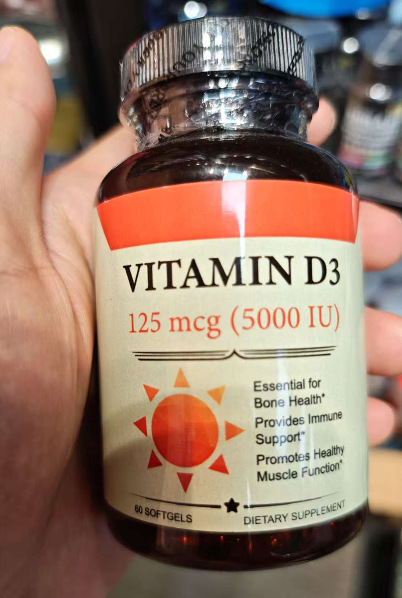 VITAMIN D3
125 mcg (5000 IU)
Essential for
Bone Health*
Provides Immune
Support*
Promotes Healthy
Muscle Function*
60 SOFTGELS
DIETARY SUPPLEMENT